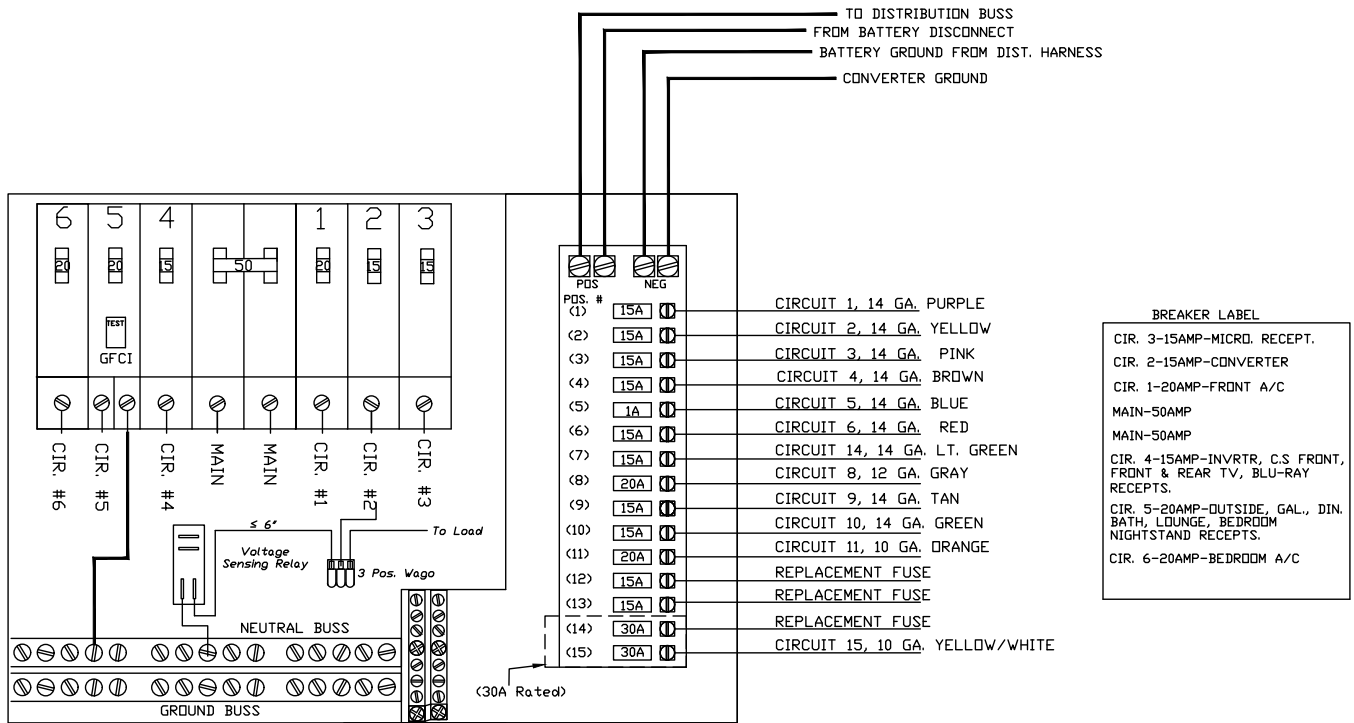 TO DISTRIBUTION BUSS
FROM BATTERY DISCONNECT
BATTERY GROUND FROM DIST. HARNESS
CONVERTER GROUND
6 5 4 1 2 3
20 20 15 50 20 15 15
TEST
GFCI
CIR. #6
CIR. #5
CIR. #4
MAIN
MAIN
CIR. #1
CIR. #2
CIR. #3
≤ 6"
Voltage
Sensing Relay
To Load
3 Pos. Wago
NEUTRAL BUSS
GROUND BUSS
POS NEG
POS. #
(1) 15A CIRCUIT 1, 14 GA. PURPLE
(2) 15A CIRCUIT 2, 14 GA. YELLOW
(3) 15A CIRCUIT 3, 14 GA. PINK
(4) 15A CIRCUIT 4, 14 GA. BROWN
(5) 1A CIRCUIT 5, 14 GA. BLUE
(6) 15A CIRCUIT 6, 14 GA. RED
(7) 15A CIRCUIT 14, 14 GA. LT. GREEN
(8) 20A CIRCUIT 8, 12 GA. GRAY
(9) 15A CIRCUIT 9, 14 GA. TAN
(10) 15A CIRCUIT 10, 14 GA. GREEN
(11) 20A CIRCUIT 11, 10 GA. ORANGE
(12) 15A REPLACEMENT FUSE
(13) 15A REPLACEMENT FUSE
(14) 30A REPLACEMENT FUSE
(15) 30A CIRCUIT 15, 10 GA. YELLOW/WHITE
(30A Rated)
BREAKER LABEL
CIR. 3-15AMP-MICRO. RECEPT.
CIR. 2-15AMP-CONVERTER
CIR. 1-20AMP-FRONT A/C
MAIN-50AMP
MAIN-50AMP
CIR. 4-15AMP-INVRTR, C.S FRONT,
FRONT & REAR TV, BLU-RAY
RECEPTS.
CIR. 5-20AMP-OUTSIDE, GAL., DIN.
BATH, LOUNGE, BEDROOM
NIGHTSTAND RECEPTS.
CIR. 6-20AMP-BEDROOM A/C